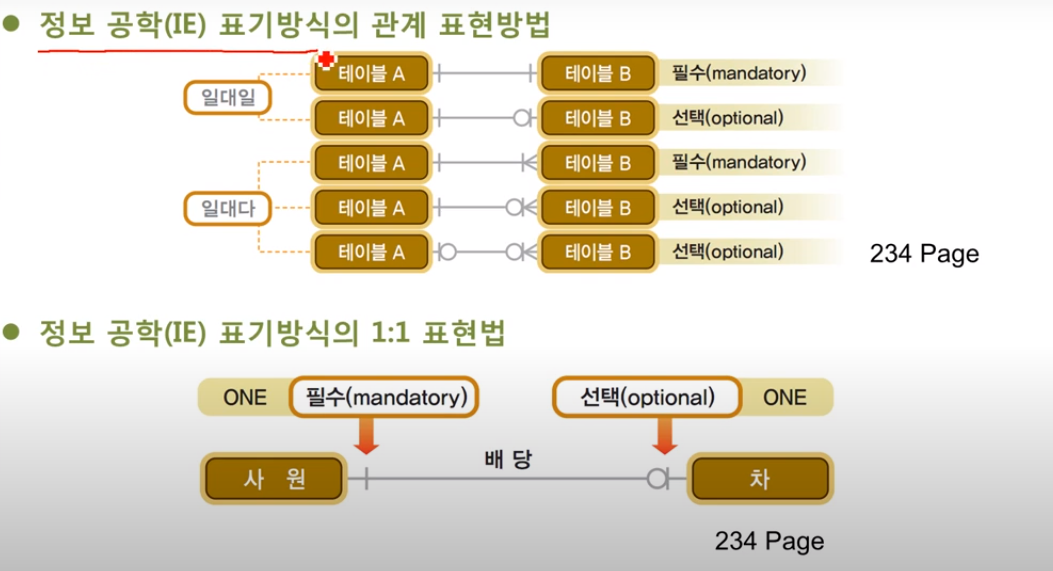 정보 공학(IE) 표기방식의 관계 표현방법
일대일
테이블 A 테이블 B 필수(mandatory)
테이블 A 테이블 B 선택(optional)
일대다
테이블 A 테이블 B 필수(mandatory)
테이블 A 테이블 B 선택(optional)
테이블 A 테이블 B 선택(optional)
234 Page
정보 공학(IE) 표기방식의 1:1 표현법
ONE 필수(mandatory) 선택(optional) ONE
배 당
사 원 차
234 Page